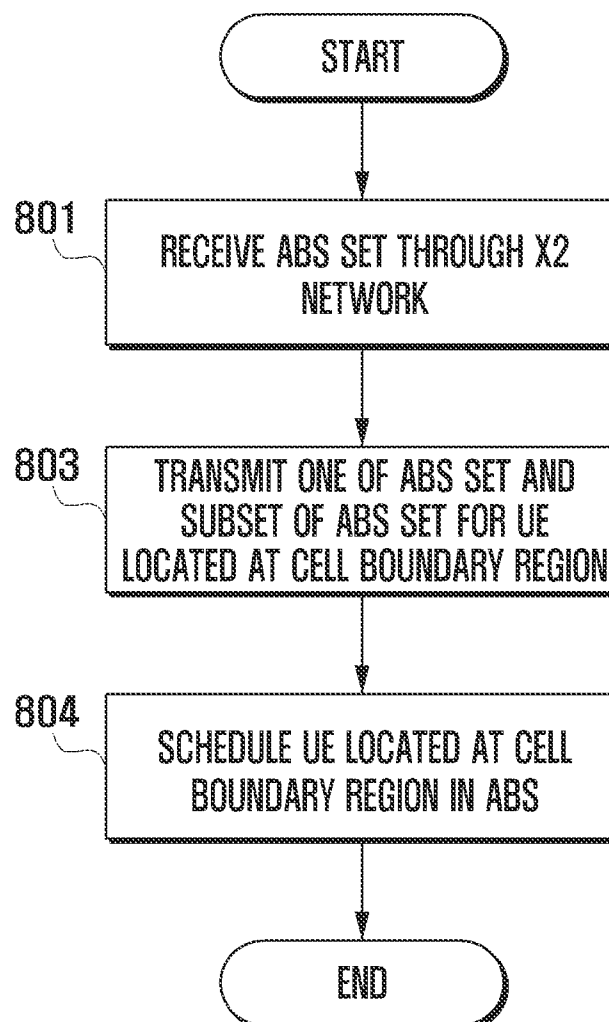 START
801
RECEIVE ABS SET THROUGH X2
NETWORK
803
TRANSMIT ONE OF ABS SET AND
SUBSET OF ABS SET FOR UE
LOCATED AT CELL BOUNDARY REGION
804
SCHEDULE UE LOCATED AT CELL
BOUNDARY REGION IN ABS
END